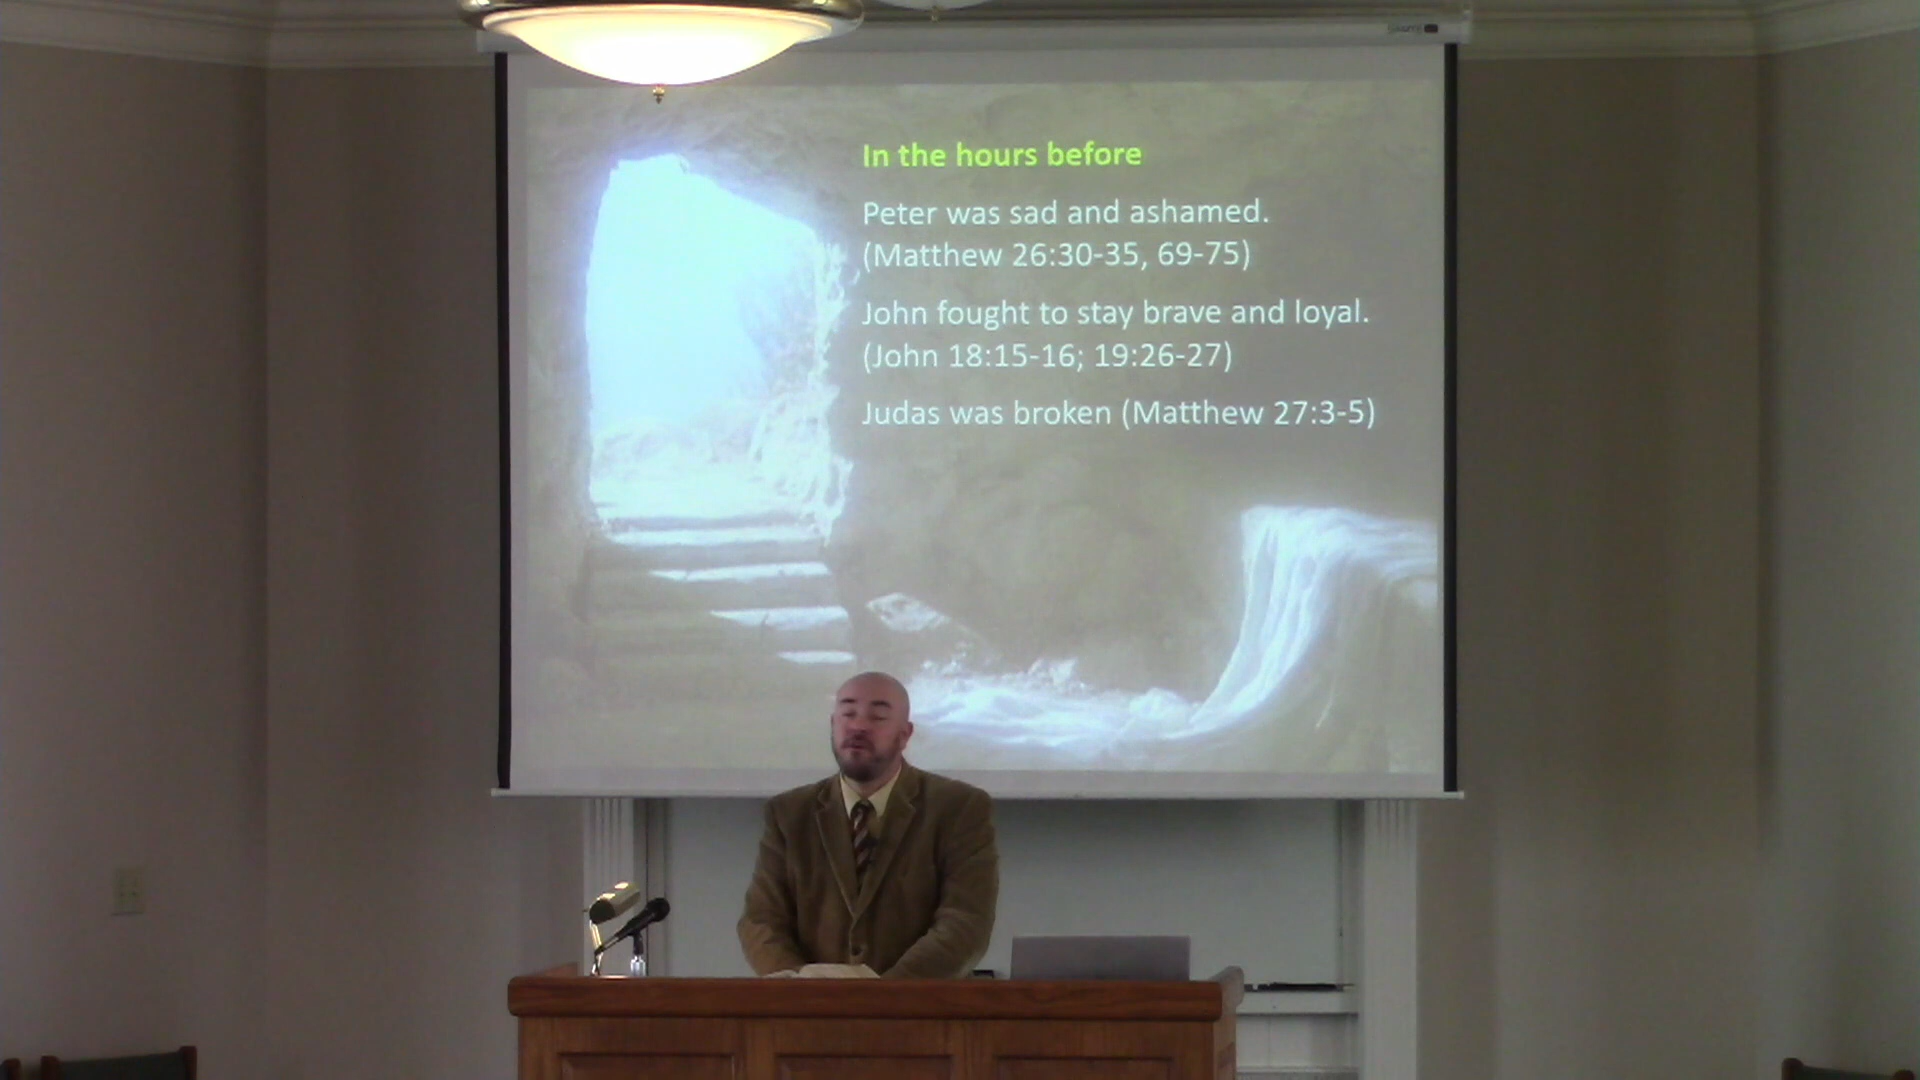 In the hours before
Peter was sad and ashamed.
(Matthew 26:30-35, 69-75)
John fought to stay brave and loyal.
(John 18:15-16; 19:26-27)
Judas was broken (Matthew 27:3-5)